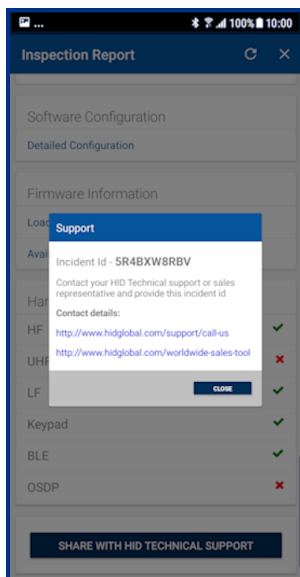 ... 100% 10:00
Inspection Report
Software Configuration
Detailed Configuration
Firmware Information
Support
Incident Id - 5R4BXW8RBV
Contact your HID Technical support or sales
representative and provide this incident id
Contact details:
http://www.hidglobal.com/support/call-us
http://www.hidglobal.com/worldwide-sales-tool
CLOSE
HF
LF
Keypad
BLE
OSDP
SHARE WITH HID TECHNICAL SUPPORT